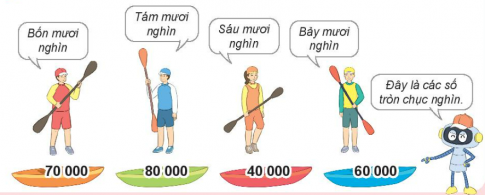 Bốn mươi
nghìn
Tám mươi
nghìn
Sáu mươi
nghìn
Bảy mươi
nghìn
Đây là các số
tròn chục nghìn.
70 000
80 000
40 000
60 000